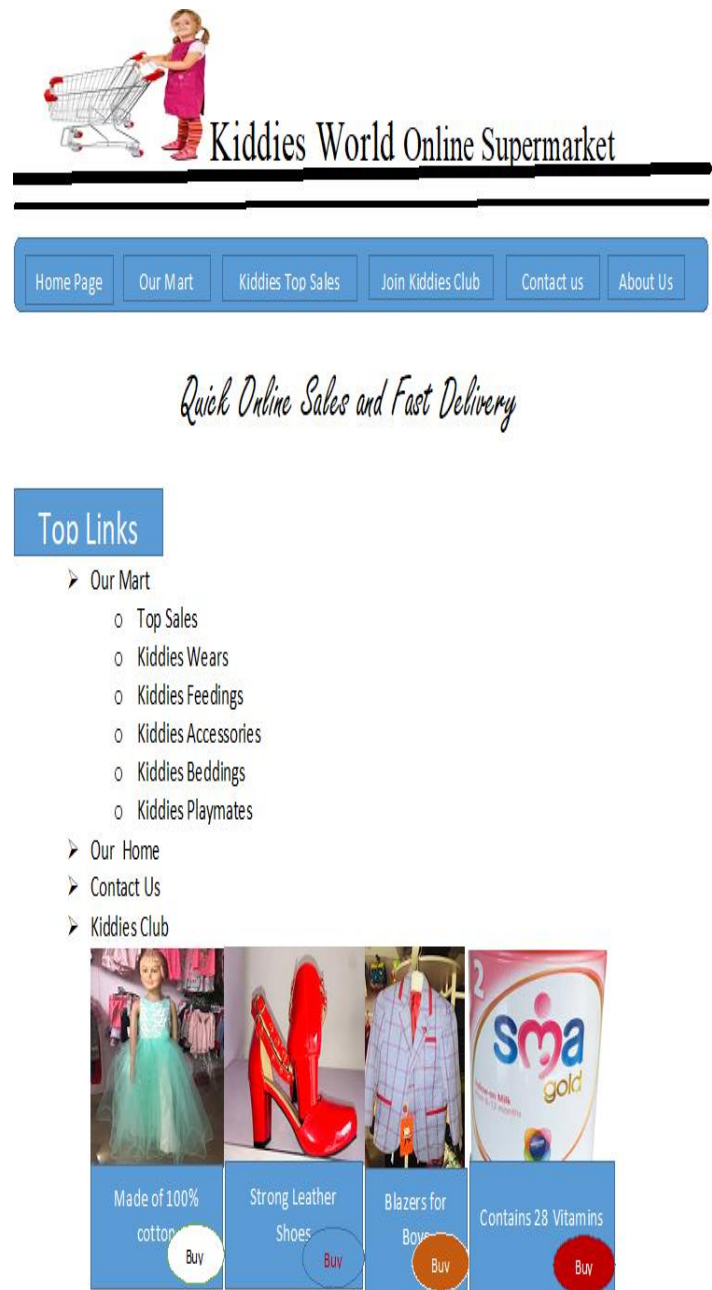 Kiddies World Online Supermarket
Home Page Our Mart Kiddies Top Sales Join Kiddies Club Contact us About Us
Quick Online Sales and Fast Delivery
Top Links
➢ Our Mart
o Top Sales
o Kiddies Wears
o Kiddies Feedings
o Kiddies Accessories
o Kiddies Beddings
o Kiddies Playmates
➢ Our Home
➢ Contact Us
➢ Kiddies Club
2
sma
gold
Made of 100%
cotton
Buy
Strong Leather
Shoes
Buy
Blazers for
Boys
Buy
Contains 28 Vitamins
Buy